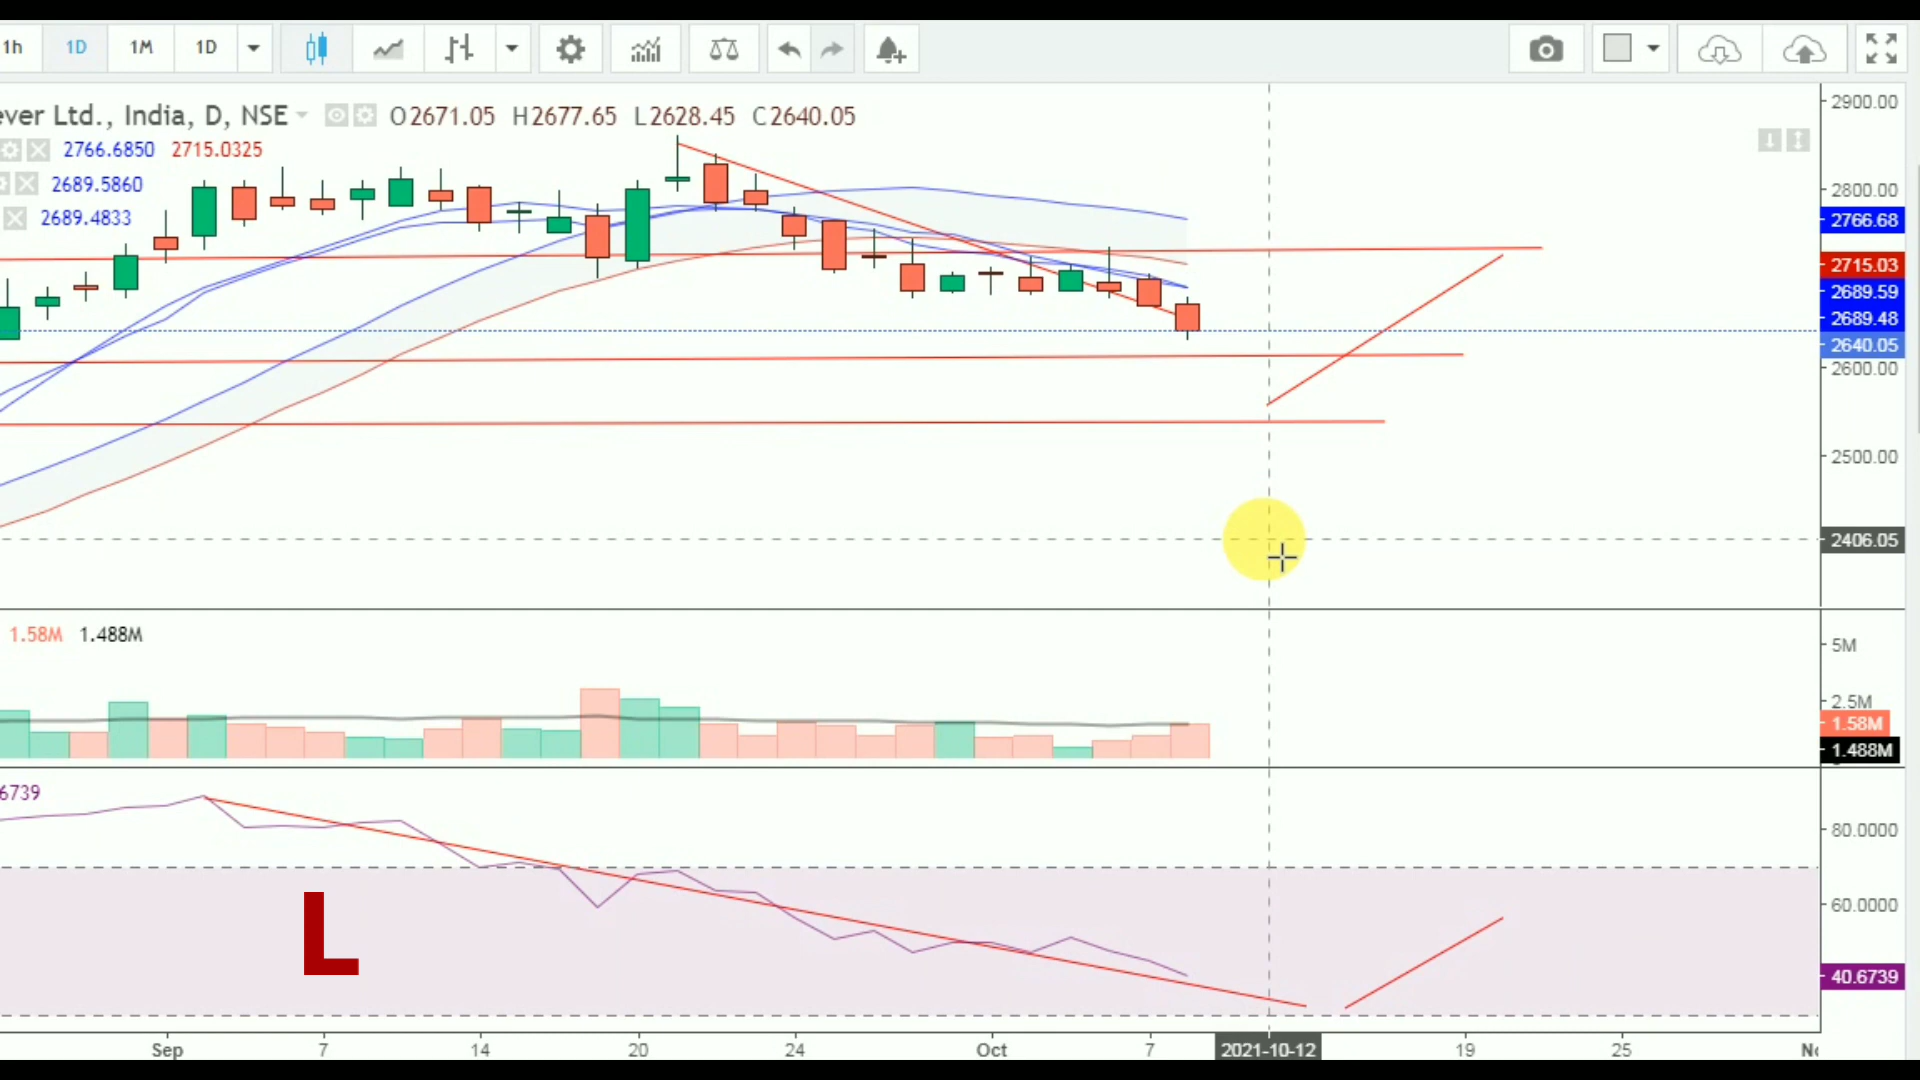 1h 1D 1M 1D
ever Ltd., India, D, NSE O2671.05 H2677.65 L2628.45 C2640.05
2766.6850 2715.0325
2689.5860
2689.4833
2900.00
2800.00
2766.68
2715.03
2689.59
2689.48
2640.05
2600.00
2500.00
2406.05
1.58M 1.488M
5M
2.5M
1.58M
1.488M
6739
80.0000
60.0000
40.6739
L
Sep 7 14 20 24 Oct 7 2021-10-12 19 25